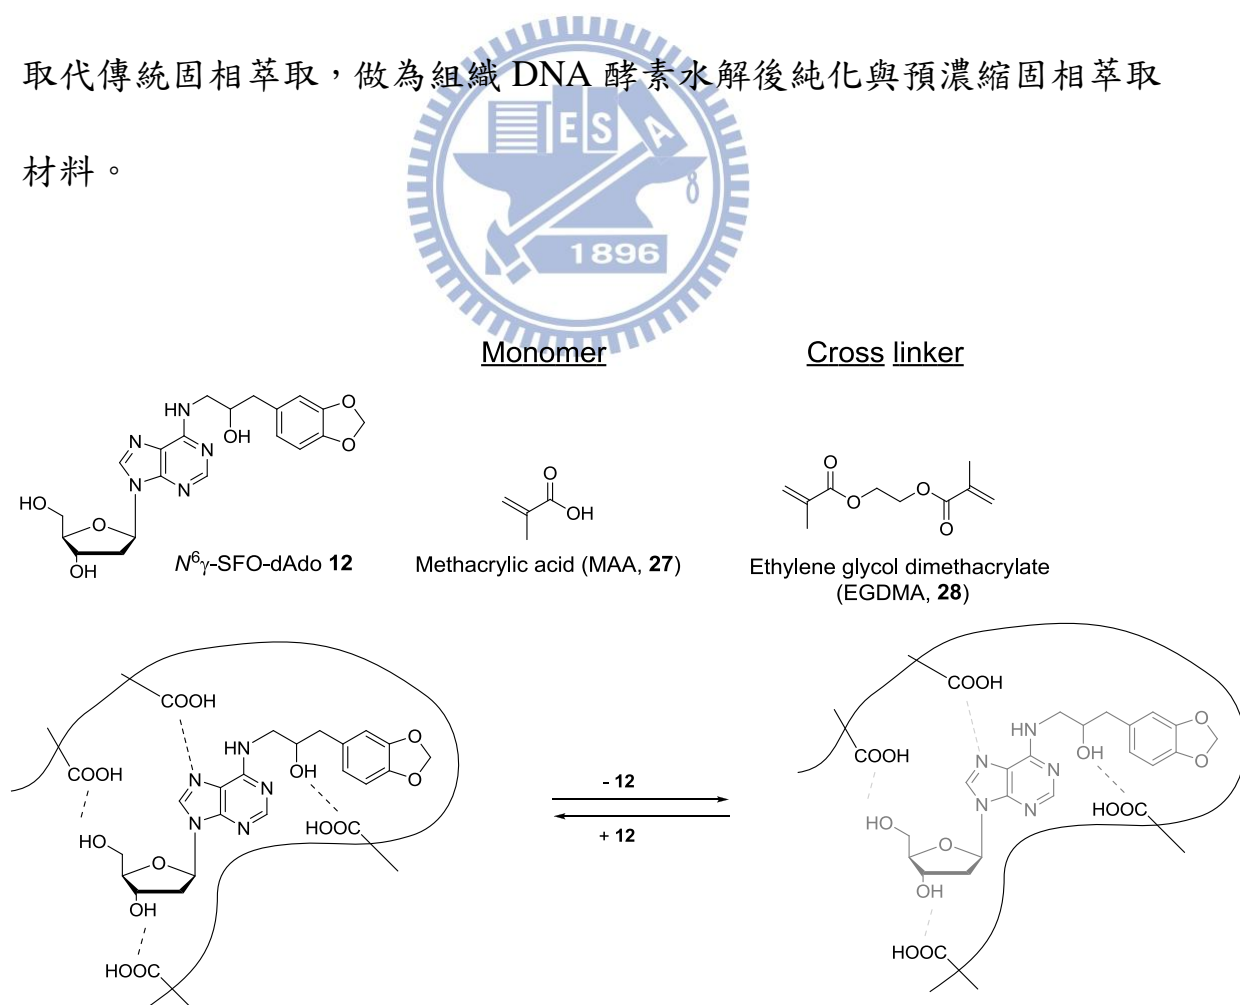 取代傳統固相萃取，做為組織 DNA 酵素水解後純化與預濃縮固相萃取
材料。
E S A
1896
Monomer
Cross linker
HN
OH
O
O
N
N
N
N
HO
O
OH
N⁶γ-SFO-dAdo 12
O
OH
Methacrylic acid (MAA, 27)
O
O
O
O
Ethylene glycol dimethacrylate
(EGDMA, 28)
COOH
COOH
HN
OH
O
O
N
N
N
N
HOOC
HO
O
OH
HOOC
- 12
+ 12
COOH
COOH
HN
OH
O
O
N
N
N
N
HOOC
HO
O
OH
HOOC